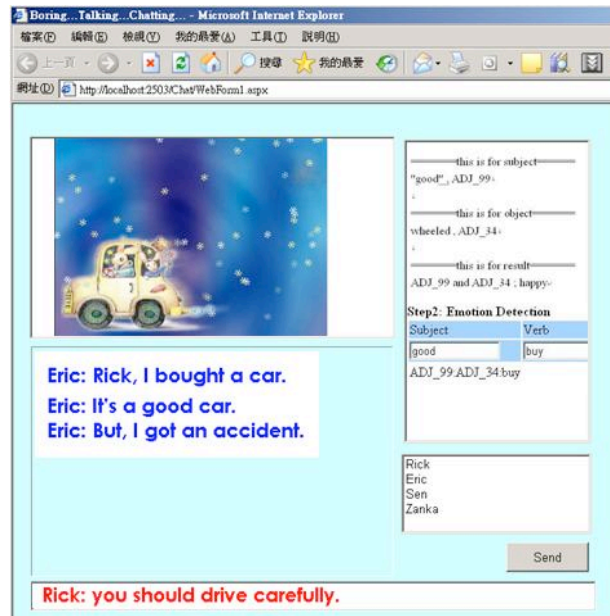 Boring...Talking...Chatting... - Microsoft Internet Explorer
檔案(F) 編輯(E) 檢視(V) 我的最愛(A) 工具(T) 說明(H)
上一頁 搜尋 我的最愛
網址(D) http://localhost:2503/Chat/WebForm1.aspx
this is for subject
"good" , ADJ_99
this is for object
wheeled , ADJ_34
this is for result
ADJ_99 and ADJ_34 ; happy
Step2: Emotion Detection
Subject Verb
good buy
ADJ_99:ADJ_34:buy
Eric: Rick, I bought a car.
Eric: It's a good car.
Eric: But, I got an accident.
Rick
Eric
Sen
Zanka
Send
Rick: you should drive carefully.